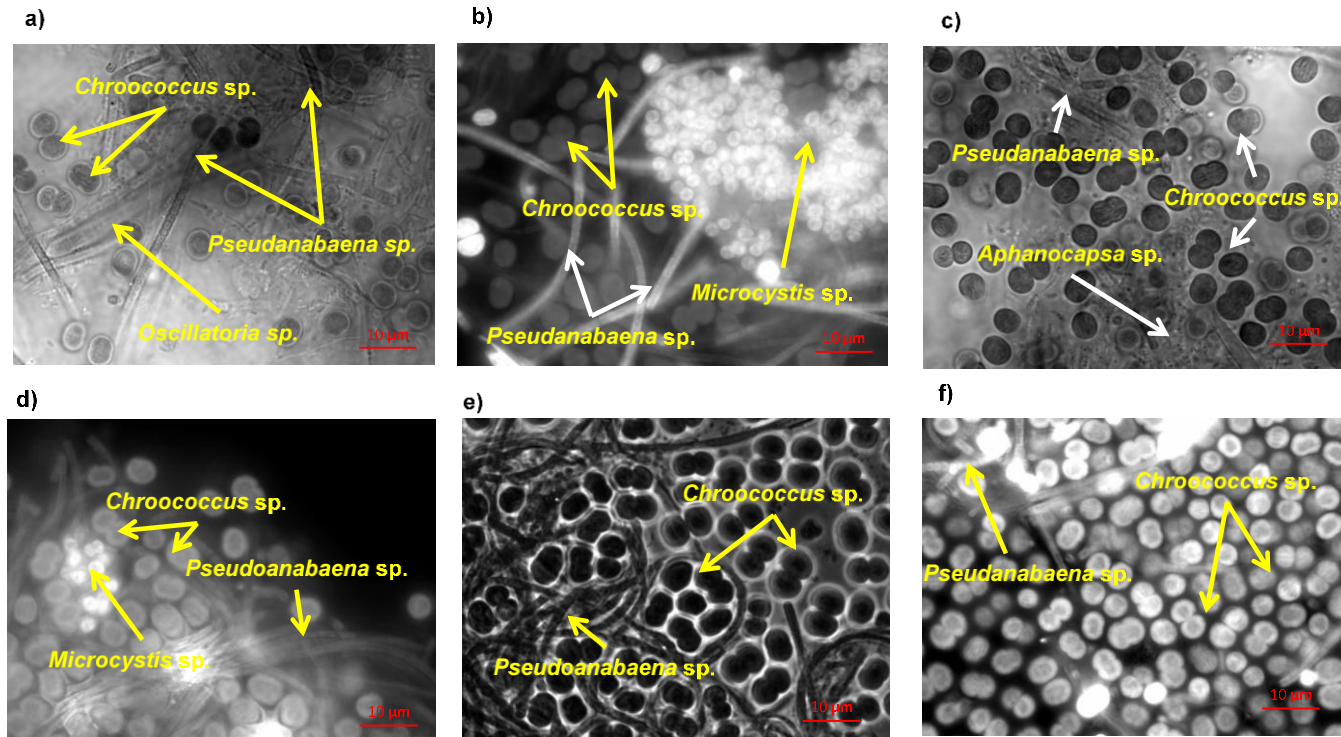 a)
Chroococcus sp.
Pseudanabaena sp.
Oscillatoria sp.
10 µm
b)
Chroococcus sp.
Microcystis sp.
Pseudanabaena sp.
10 µm
c)
Pseudanabaena sp.
Chroococcus sp.
Aphanocapsa sp.
10 µm
d)
Chroococcus sp.
Pseudoanabaena sp.
Microcystis sp.
10 µm
e)
Chroococcus sp.
Pseudoanabaena sp.
10 µm
f)
Chroococcus sp.
Pseudanabaena sp.
10 µm